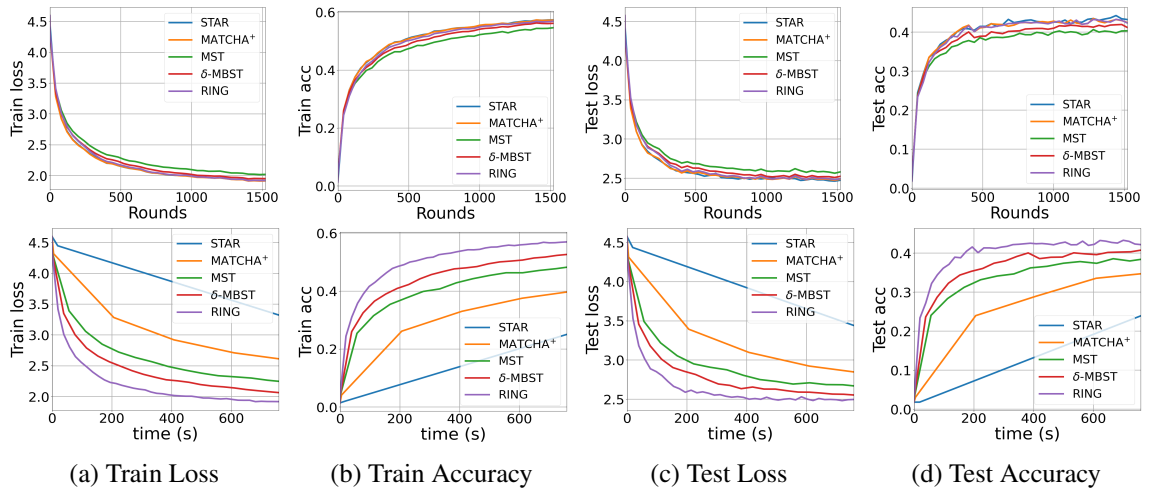 Train loss
4.5
4.0
3.5
3.0
2.5
2.0
STAR
MATCHA⁺
MST
δ-MBST
RING
0 500 1000 1500
Rounds
Train acc
0.6
0.4
0.2
0.0
STAR
MATCHA⁺
MST
δ-MBST
RING
0 500 1000 1500
Rounds
Test loss
4.5
4.0
3.5
3.0
2.5
STAR
MATCHA⁺
MST
δ-MBST
RING
0 500 1000 1500
Rounds
Test acc
0.4
0.3
0.2
0.1
0.0
STAR
MATCHA⁺
MST
δ-MBST
RING
0 500 1000 1500
Rounds
Train loss
4.5
4.0
3.5
3.0
2.5
2.0
STAR
MATCHA⁺
MST
δ-MBST
RING
0 200 400 600
time (s)
Train acc
0.6
0.4
0.2
0.0
STAR
MATCHA⁺
MST
δ-MBST
RING
0 200 400 600
time (s)
Test loss
4.5
4.0
3.5
3.0
2.5
STAR
MATCHA⁺
MST
δ-MBST
RING
0 200 400 600
time (s)
Test acc
0.4
0.3
0.2
0.1
0.0
STAR
MATCHA⁺
MST
δ-MBST
RING
0 200 400 600
time (s)
(a) Train Loss
(b) Train Accuracy
(c) Test Loss
(d) Test Accuracy